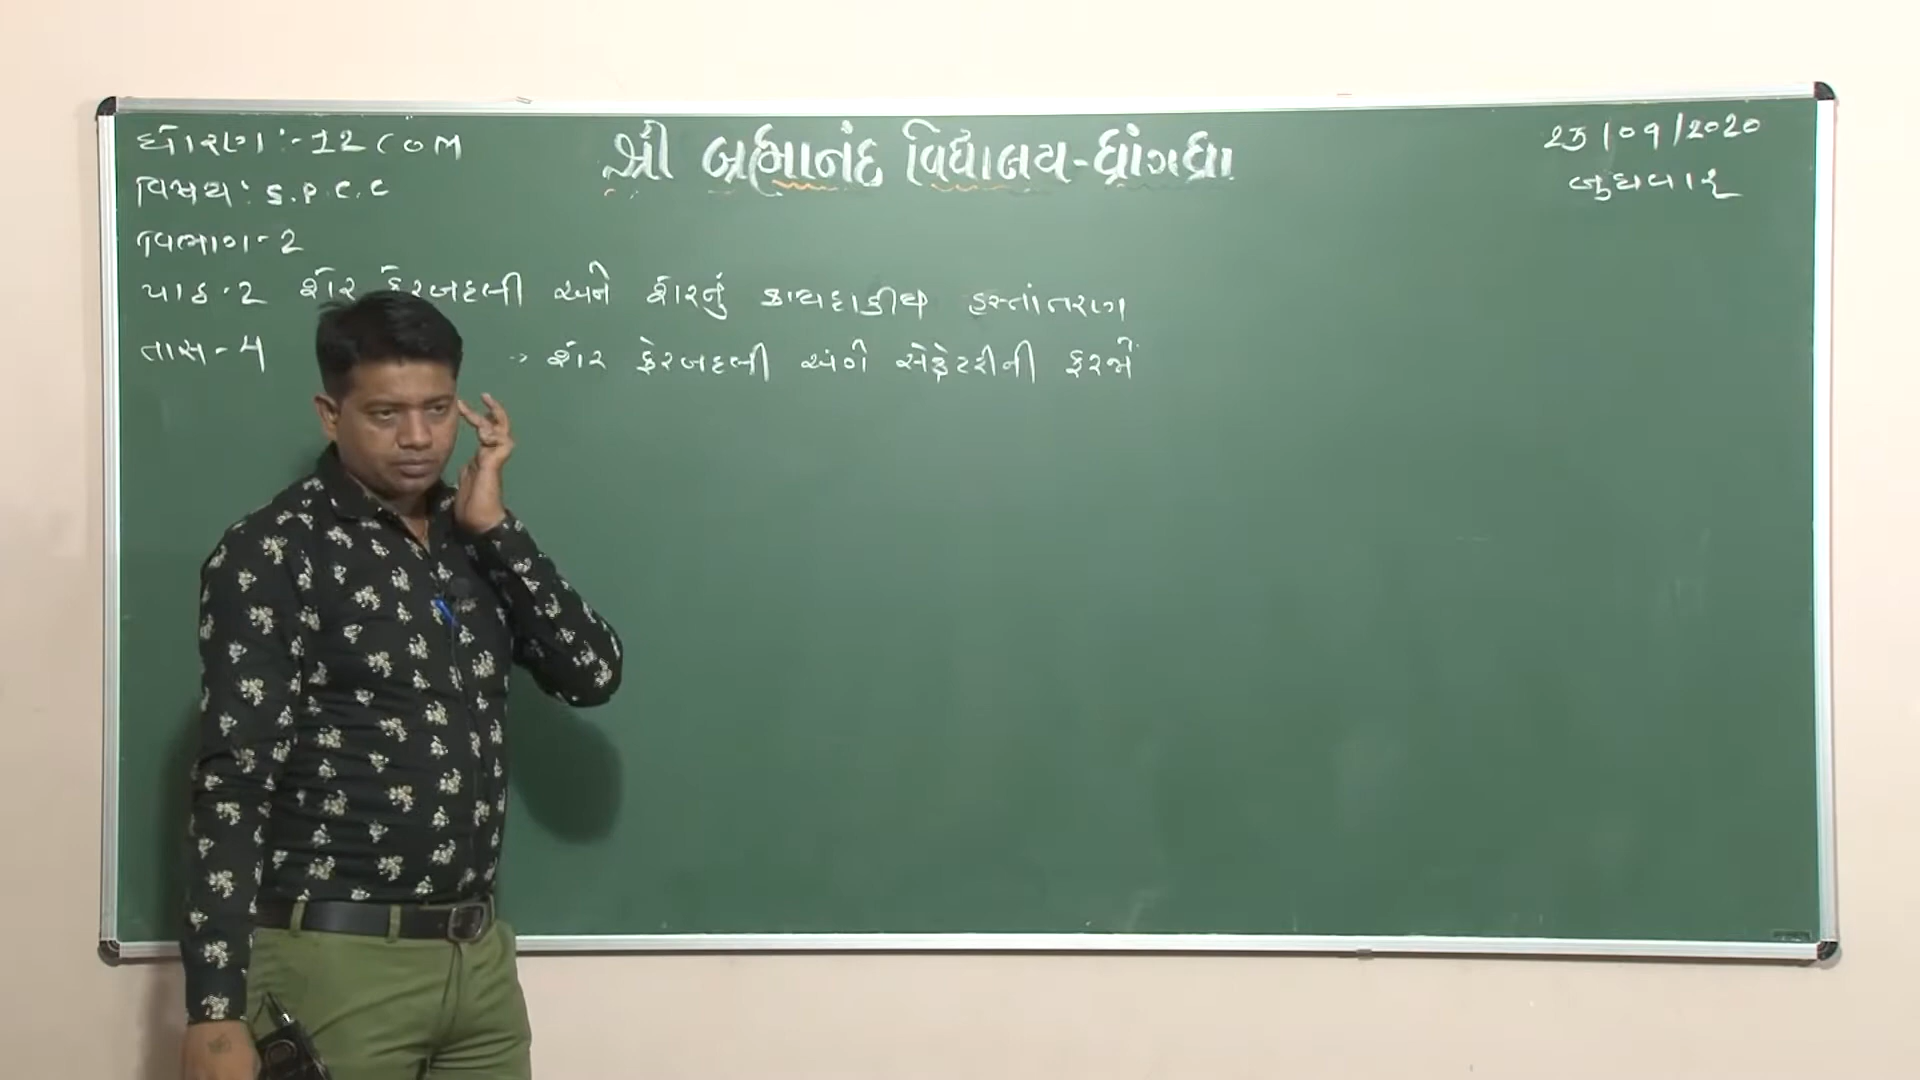 ધોરણ :- 12 COM
શ્રી બ્રહ્માનંદ વિદ્યાલય-ધ્રાંગધ્રા
23/09/2020
બુધવાર
વિષય : S.P.C.C
વિભાગ - 2
પાઠ - 2 શેર ફેરબદલી અને શેરનું કાયદાકીય હસ્તાંતરણ
તાસ - 4 → શેર ફેરબદલી અંગે સેક્રેટરીની ફરજો